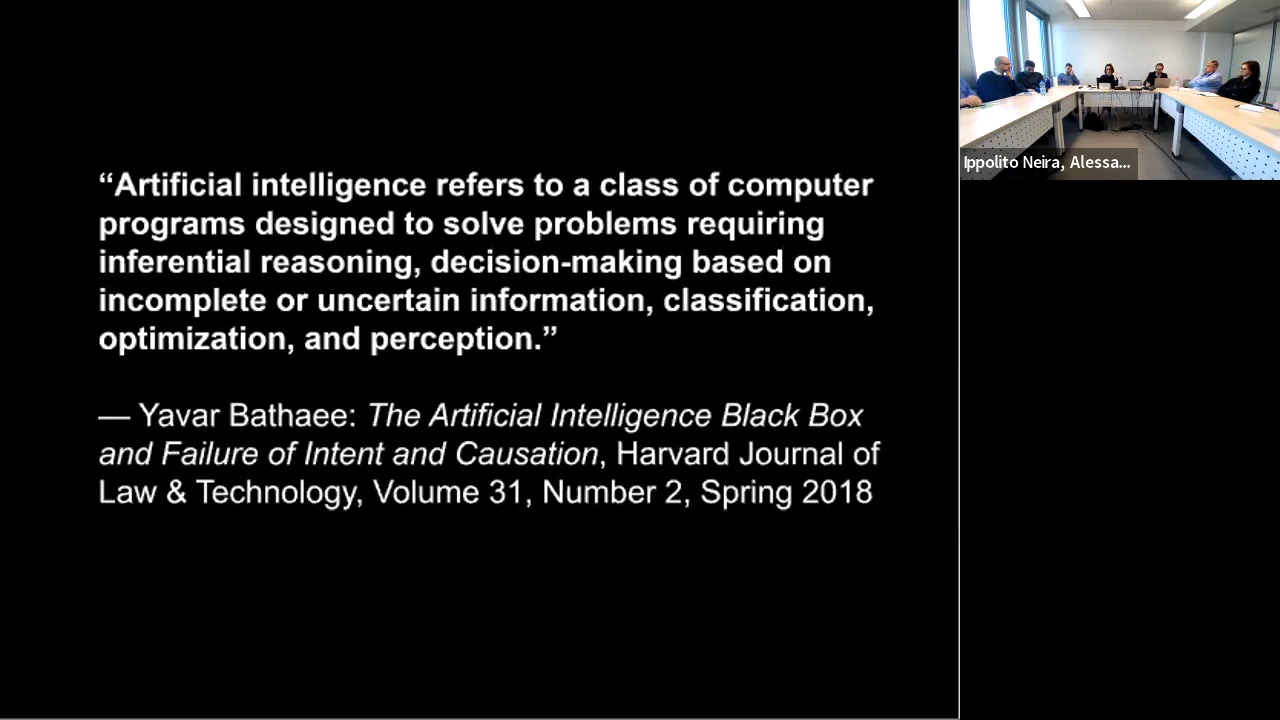 “Artificial intelligence refers to a class of computer
programs designed to solve problems requiring
inferential reasoning, decision-making based on
incomplete or uncertain information, classification,
optimization, and perception.”
— Yavar Bathaee: The Artificial Intelligence Black Box
and Failure of Intent and Causation, Harvard Journal of
Law & Technology, Volume 31, Number 2, Spring 2018
Ippolito Neira, Alessa...